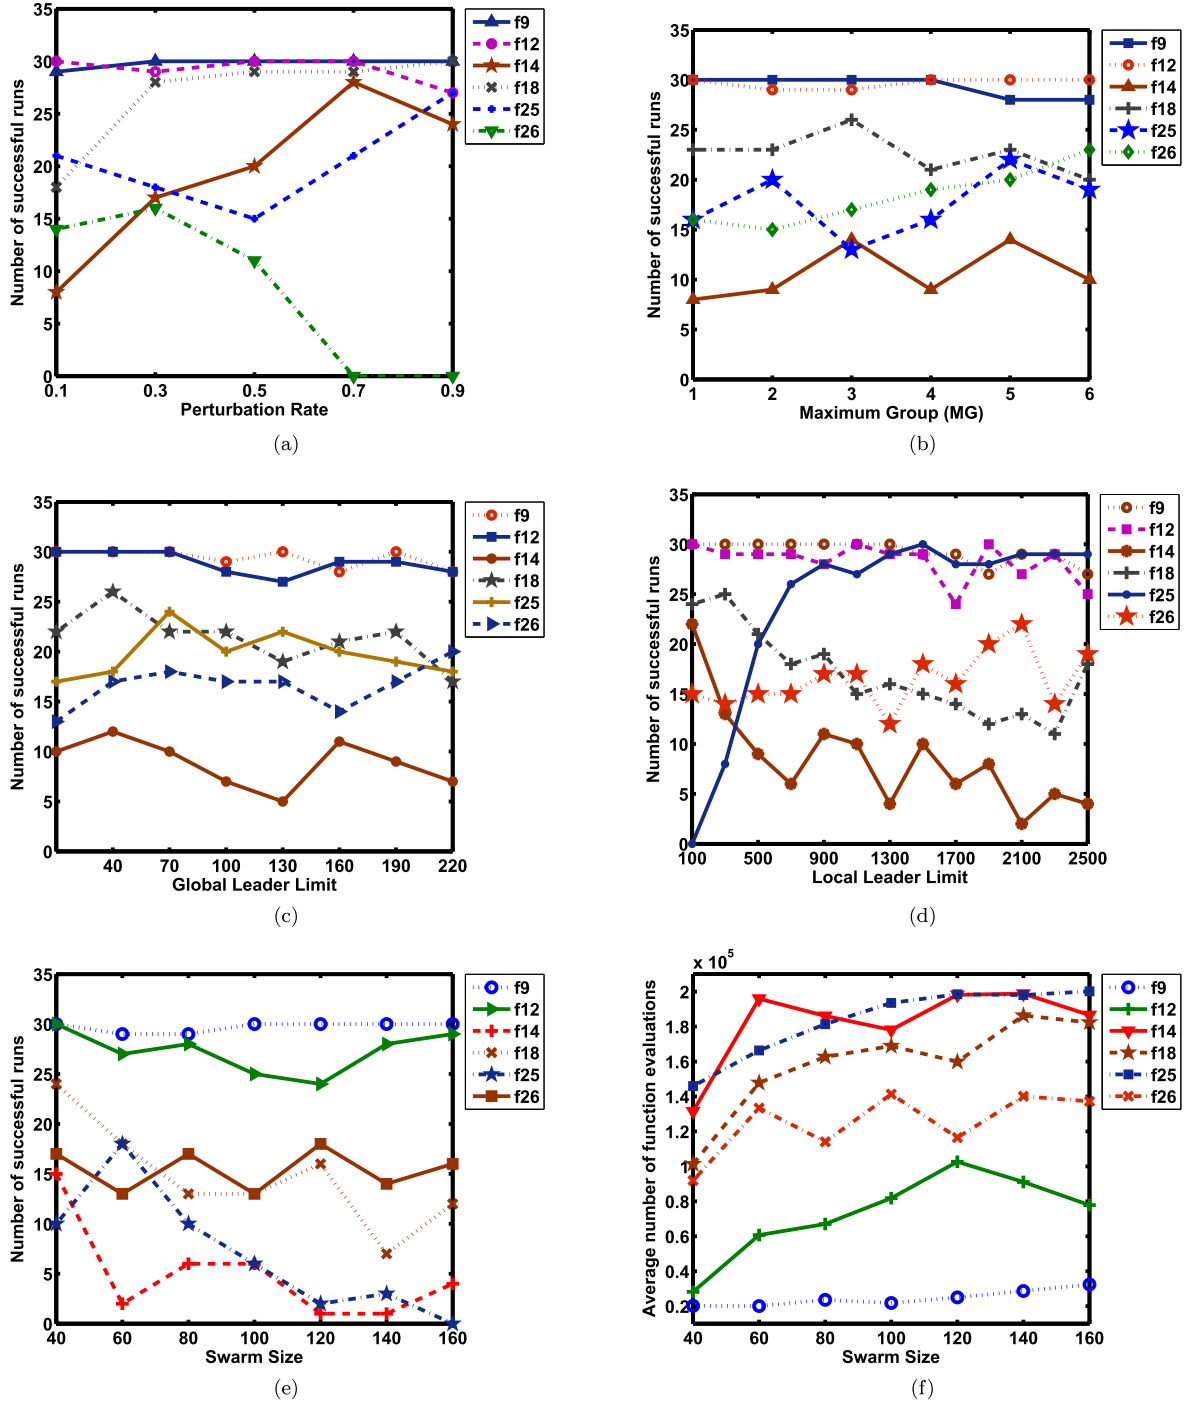 35
30
25
20
15
10
5
0
Number of successful runs
0.1 0.3 0.5 0.7 0.9
Perturbation Rate
f9
f12
f14
f18
f25
f26
(a)
35
30
25
20
15
10
5
0
Number of successful runs
1 2 3 4 5 6
Maximum Group (MG)
f9
f12
f14
f18
f25
f26
(b)
35
30
25
20
15
10
5
0
Number of successful runs
40 70 100 130 160 190 220
Global Leader Limit
f9
f12
f14
f18
f25
f26
(c)
35
30
25
20
15
10
5
0
Number of successful runs
100 500 900 1300 1700 2100 2500
Local Leader Limit
f9
f12
f14
f18
f25
f26
(d)
35
30
25
20
15
10
5
0
Number of successful runs
40 60 80 100 120 140 160
Swarm Size
f9
f12
f14
f18
f25
f26
(e)
x 10^5
2
1.8
1.6
1.4
1.2
1
0.8
0.6
0.4
0.2
Average number of function evaluations
40 60 80 100 120 140 160
Swarm Size
f9
f12
f14
f18
f25
f26
(f)